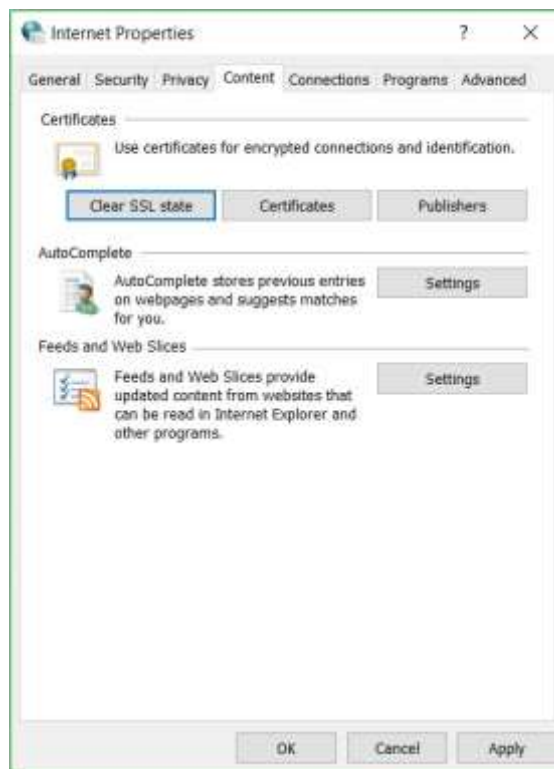 Internet Properties ? X
General Security Privacy Content Connections Programs Advanced
Certificates
Use certificates for encrypted connections and identification.
Clear SSL state Certificates Publishers
AutoComplete
AutoComplete stores previous entries Settings
on webpages and suggests matches
for you.
Feeds and Web Slices
Feeds and Web Slices provide Settings
updated content from websites that
can be read in Internet Explorer and
other programs.
OK Cancel Apply